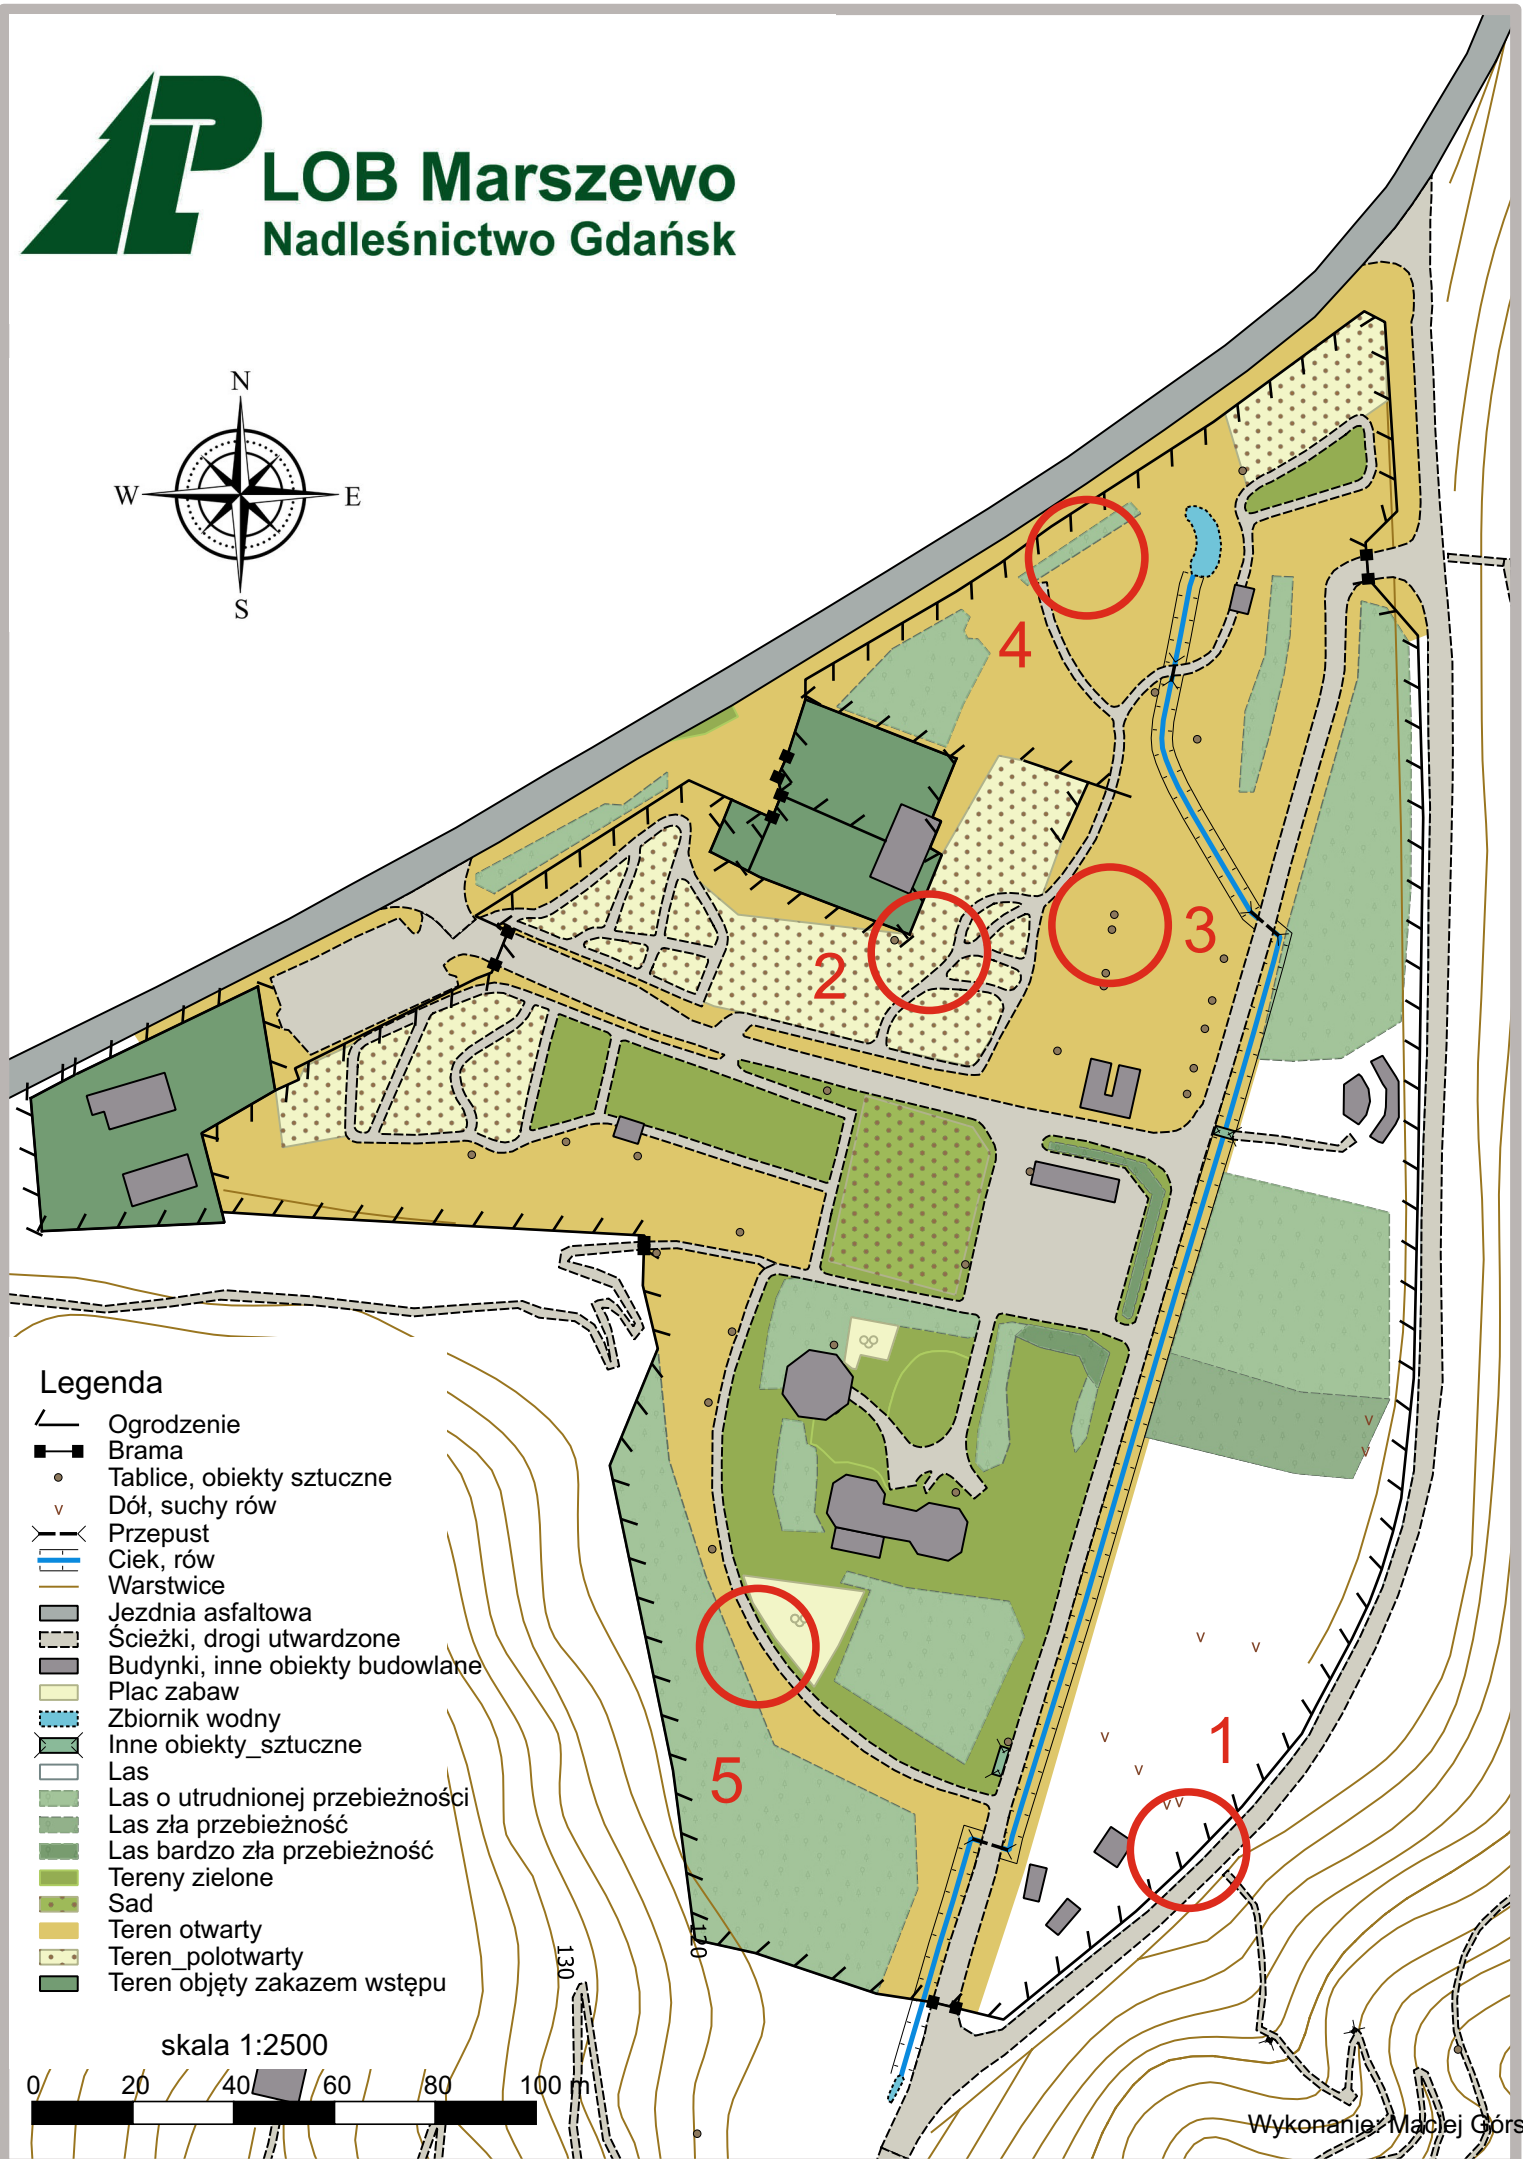 LOB Marszewo
Nadleśnictwo Gdańsk
N
W
E
S
4
3
2
1
5
Legenda
Ogrodzenie
Brama
Tablice, obiekty sztuczne
Dół, suchy rów
Przepust
Ciek, rów
Warstwice
Jezdnia asfaltowa
Ścieżki, drogi utwardzone
Budynki, inne obiekty budowlane
Plac zabaw
Zbiornik wodny
Inne obiekty_sztuczne
Las
Las o utrudnionej przebieżności
Las zła przebieżność
Las bardzo zła przebieżność
Tereny zielone
Sad
Teren otwarty
Teren_polotwarty
Teren objęty zakazem wstępu
130
120
skala 1:2500
0 20 40 60 80 100 m
Wykonanie: Maciej Górs